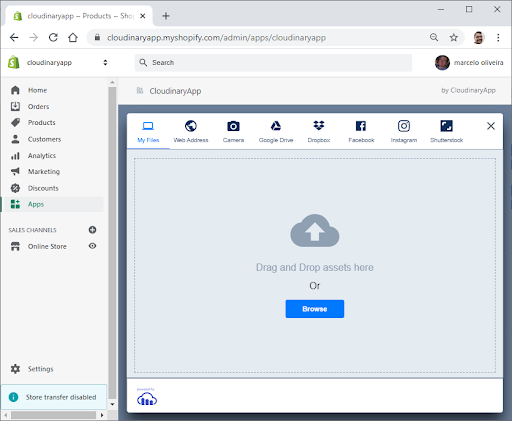 cloudinaryapp ~ Products ~ Shop
cloudinaryapp.myshopify.com/admin/apps/cloudinaryapp
cloudinaryapp
Search
marcelo oliveira
Home
Orders
Products
Customers
Analytics
Marketing
Discounts
Apps
SALES CHANNELS
Online Store
Settings
Store transfer disabled
CloudinaryApp
by CloudinaryApp
My Files
Web Address
Camera
Google Drive
Dropbox
Facebook
Instagram
Shutterstock
Drag and Drop assets here
Or
Browse
powered by